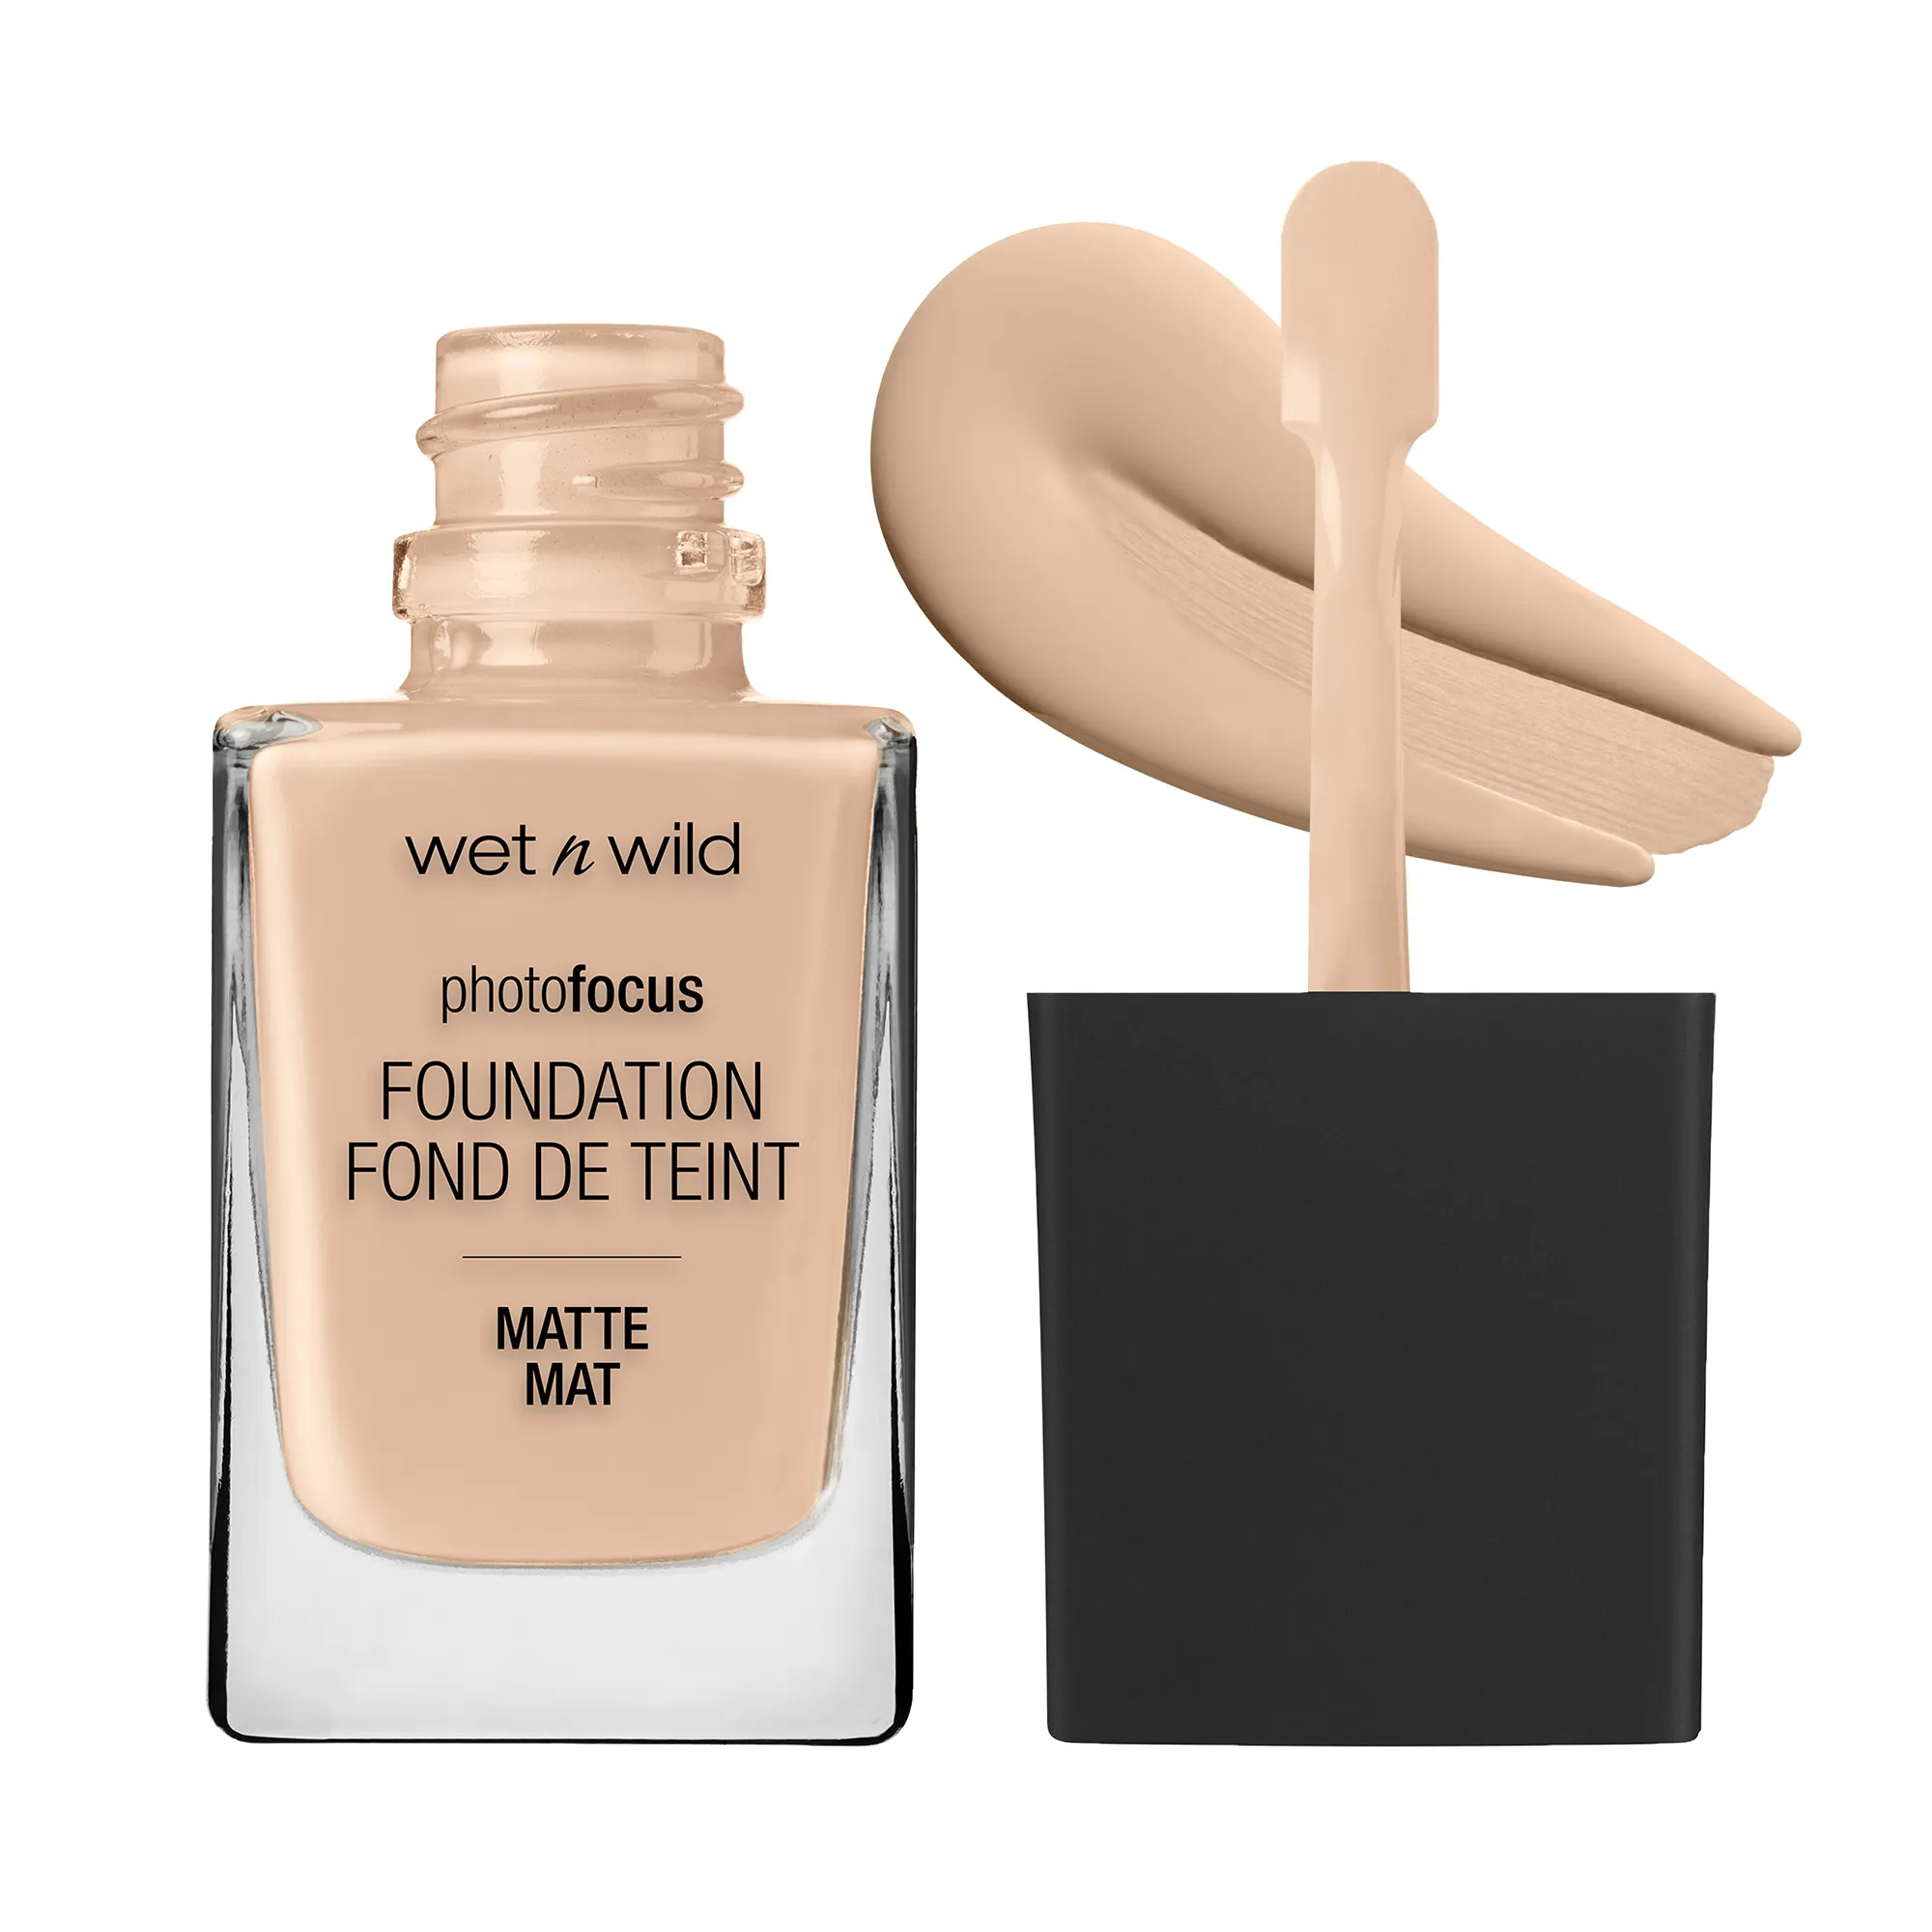 wet n wild
photofocus
FOUNDATION
FOND DE TEINT
MATTE
MAT